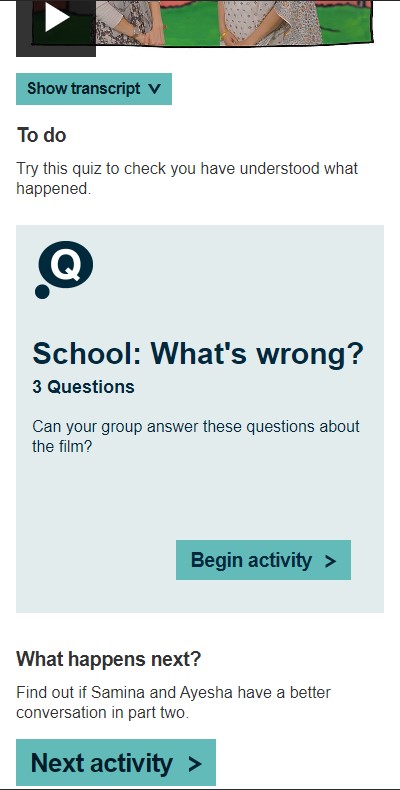 Show transcript
To do
Try this quiz to check you have understood what
happened.
Q
School: What's wrong?
3 Questions
Can your group answer these questions about
the film?
Begin activity >
What happens next?
Find out if Samina and Ayesha have a better
conversation in part two.
Next activity >